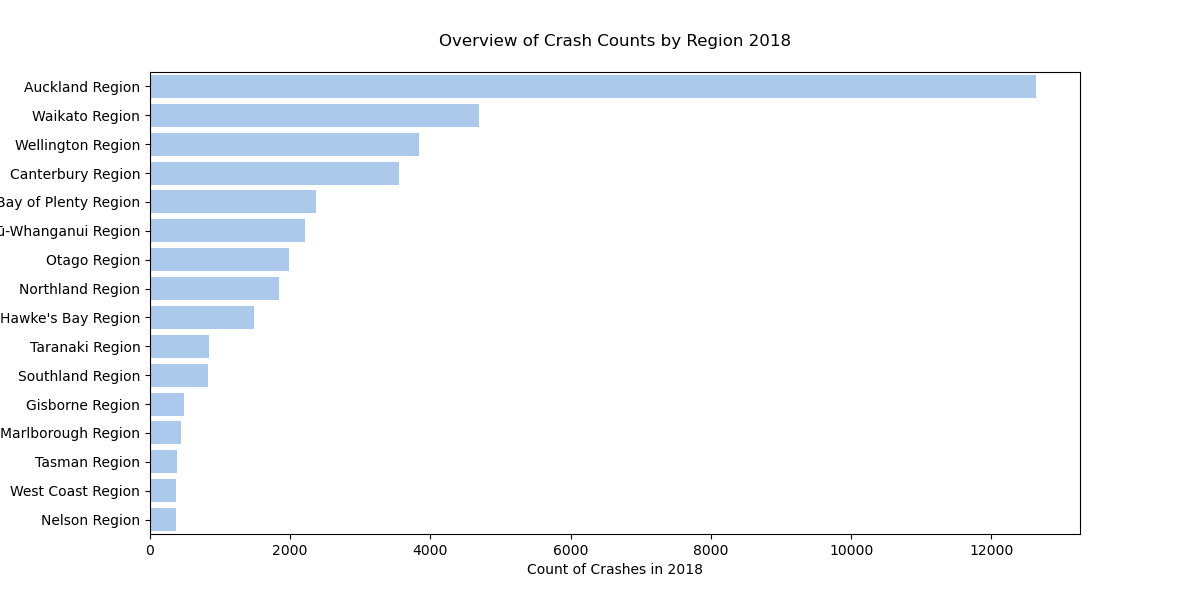 Overview of Crash Counts by Region 2018
Auckland Region
Waikato Region
Wellington Region
Canterbury Region
Bay of Plenty Region
ū-Whanganui Region
Otago Region
Northland Region
Hawke's Bay Region
Taranaki Region
Southland Region
Gisborne Region
Marlborough Region
Tasman Region
West Coast Region
Nelson Region
0 2000 4000 6000 8000 10000 12000
Count of Crashes in 2018